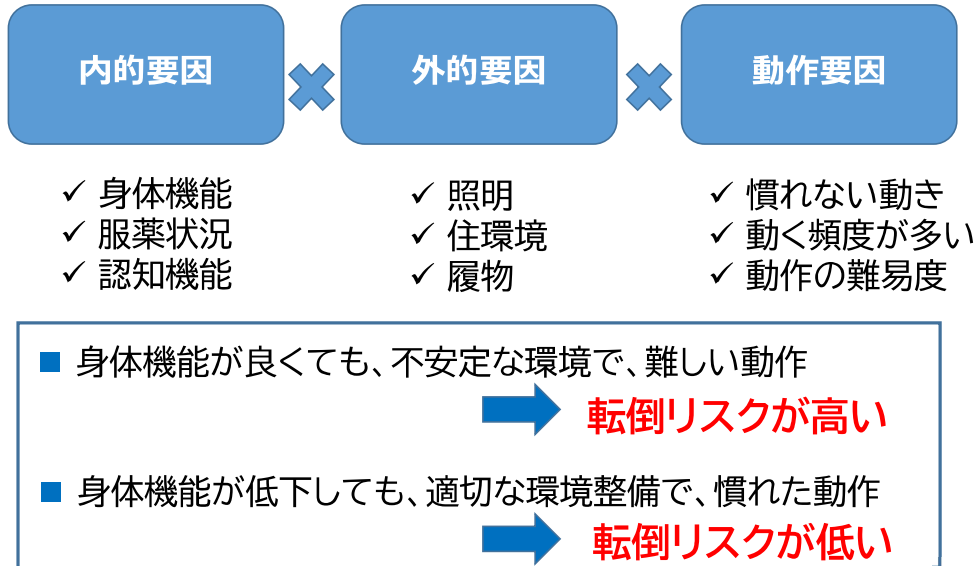 内的要因
外的要因
動作要因
✓ 身体機能
✓ 服薬状況
✓ 認知機能
✓ 照明
✓ 住環境
✓ 履物
✓ 慣れない動き
✓ 動く頻度が多い
✓ 動作の難易度
■ 身体機能が良くても、不安定な環境で、難しい動作
転倒リスクが高い
■ 身体機能が低下しても、適切な環境整備で、慣れた動作
転倒リスクが低い